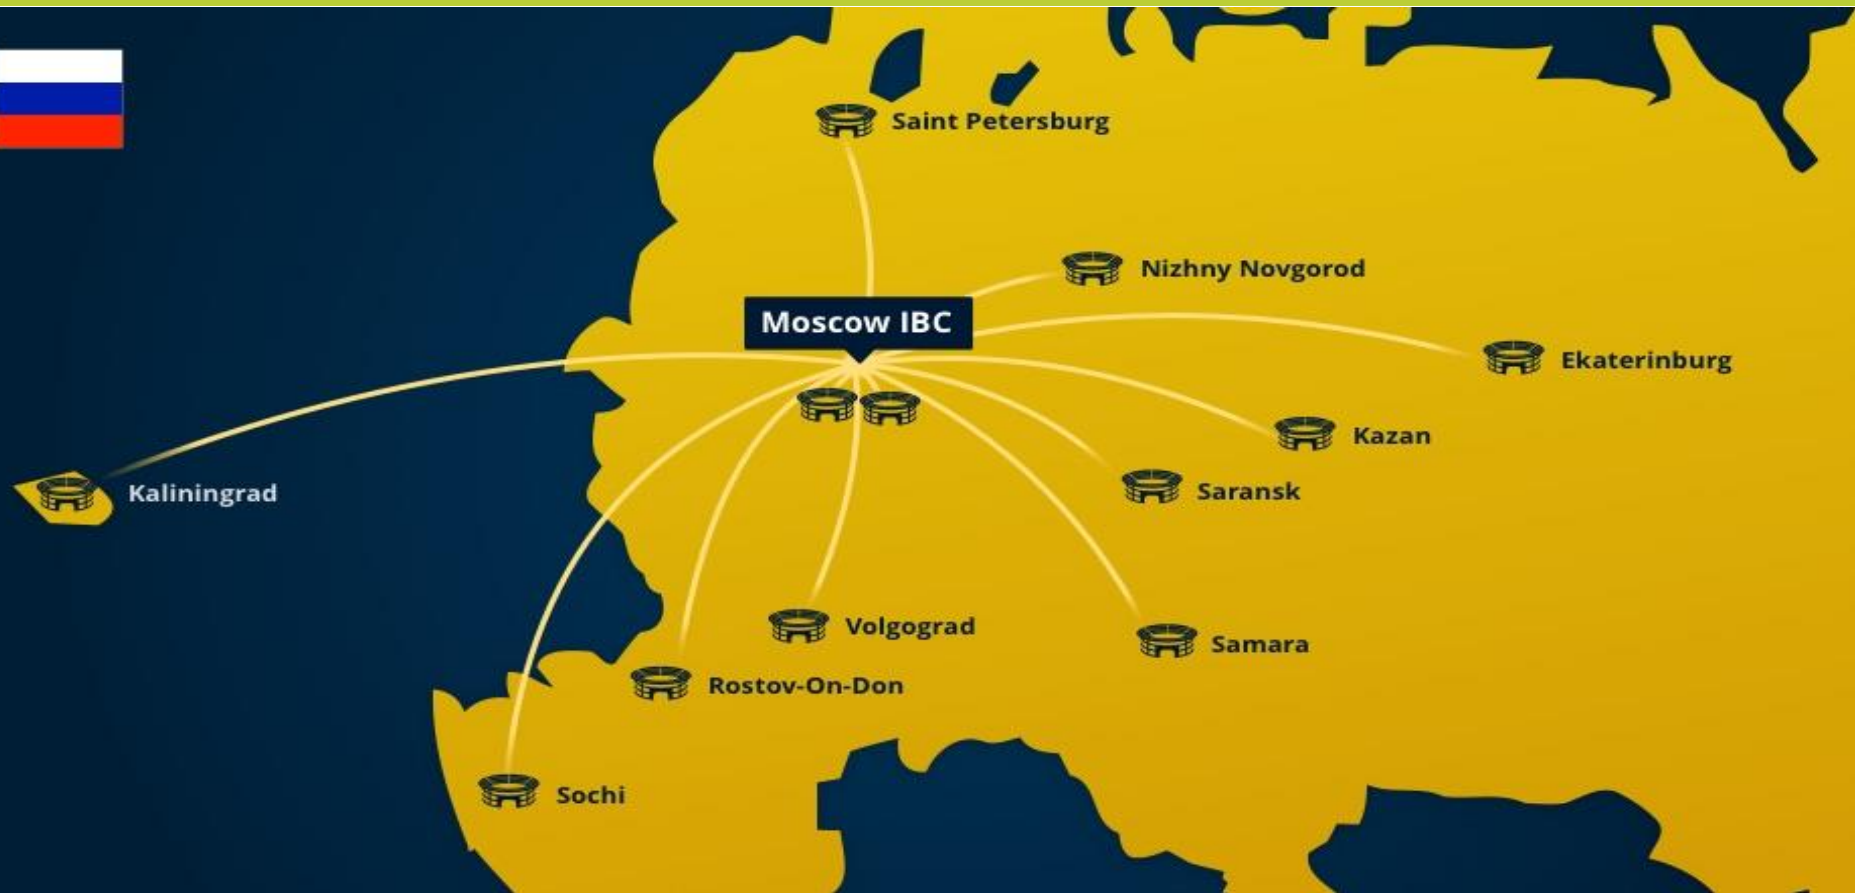 Saint Petersburg
Nizhny Novgorod
Moscow IBC
Ekaterinburg
Kazan
Kaliningrad
Saransk
Volgograd
Samara
Rostov-On-Don
Sochi